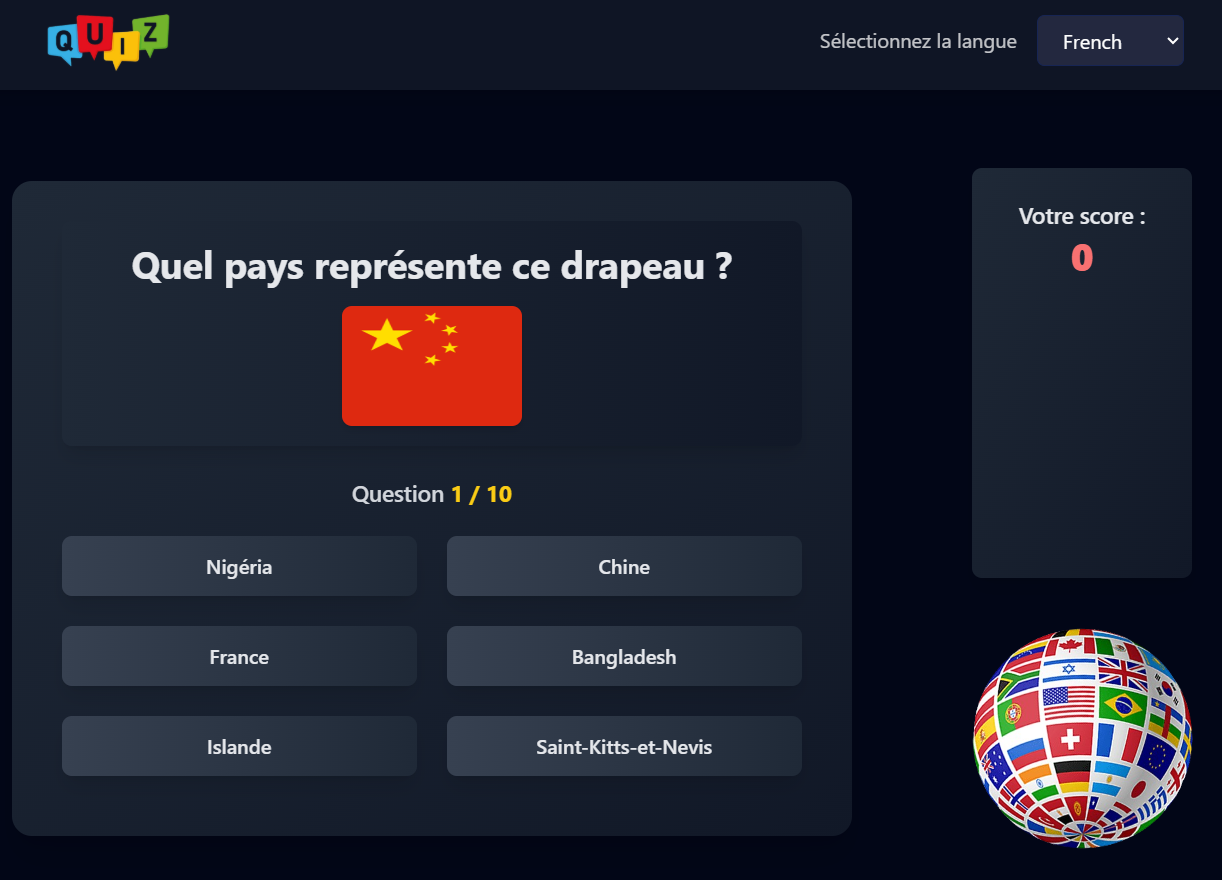 QUIZ
Sélectionnez la langue
French
Quel pays représente ce drapeau ?
Question 1 / 10
Nigéria
Chine
France
Bangladesh
Islande
Saint-Kitts-et-Nevis
Votre score :
0